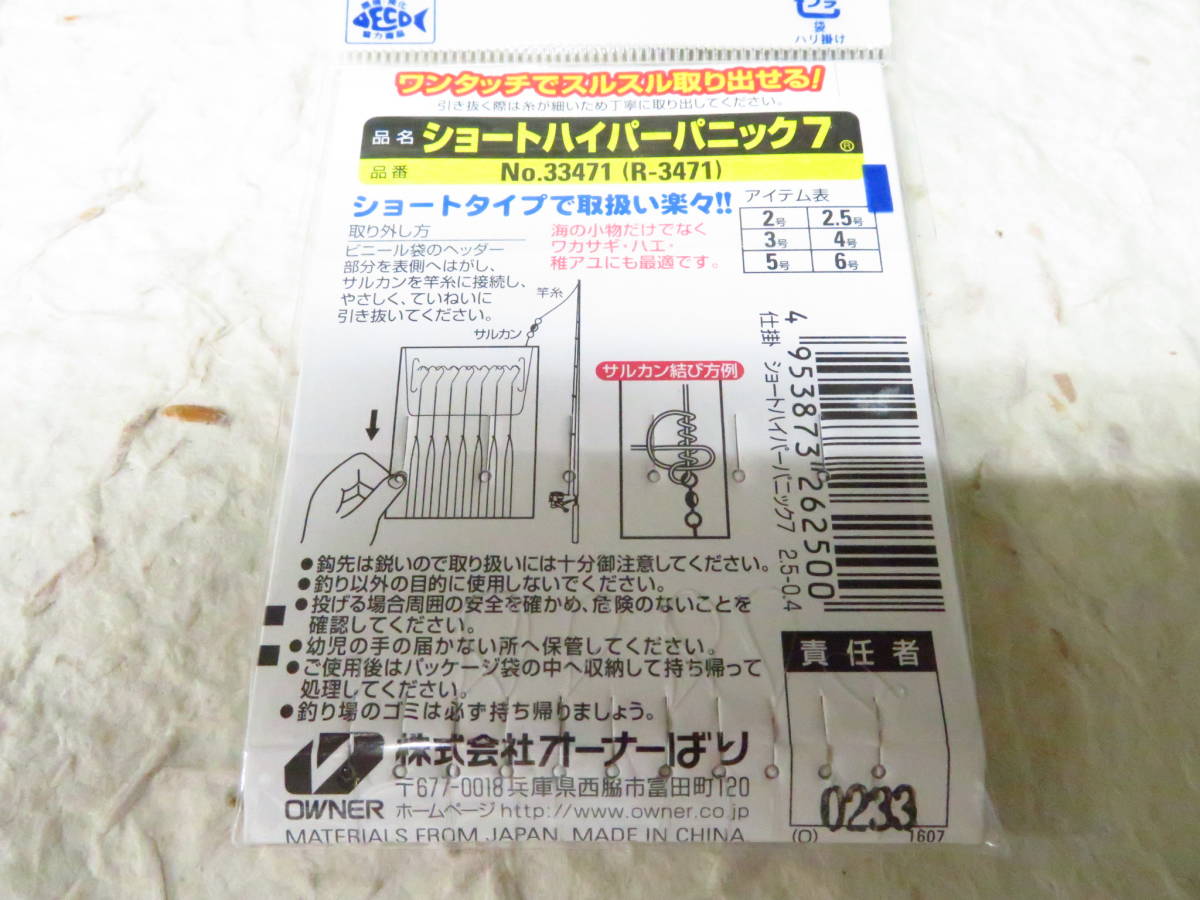 ECO
協力商品
プラ
袋
ハリ掛け
ワンタッチでスルスル取り出せる!
引き抜く際は糸が細いため丁寧に取り出してください。
品名 ショートハイパーパニック7®
品番 No.33471 (R-3471)
ショートタイプで取扱い楽々!!
取り外し方
ビニール袋のヘッダー
部分を表側へはがし、
サルカンを竿糸に接続し、
やさしく、ていねいに
引き抜いてください。
海の小物だけでなく
ワカサギ・ハエ・
稚アユにも最適です。
アイテム表
2号 2.5号
3号 4号
5号 6号
竿糸
サルカン
サルカン結び方例
仕掛 ショートハイパーパニック7 2.5-0.4
4 953873 262500
●鈎先は鋭いので取り扱いには十分御注意してください。
●釣り以外の目的に使用しないでください。
●投げる場合周囲の安全を確かめ、危険のないことを
確認してください。
●幼児の手の届かない所へ保管してください。
●ご使用後はパッケージ袋の中へ収納して持ち帰って
処理してください。
●釣り場のゴミは必ず持ち帰りましょう。
責任者
0233
(O) 1607
OWNER
株式会社オーナーばり
〒677-0018 兵庫県西脇市富田町120
ホームページ http://www.owner.co.jp
MATERIALS FROM JAPAN, MADE IN CHINA